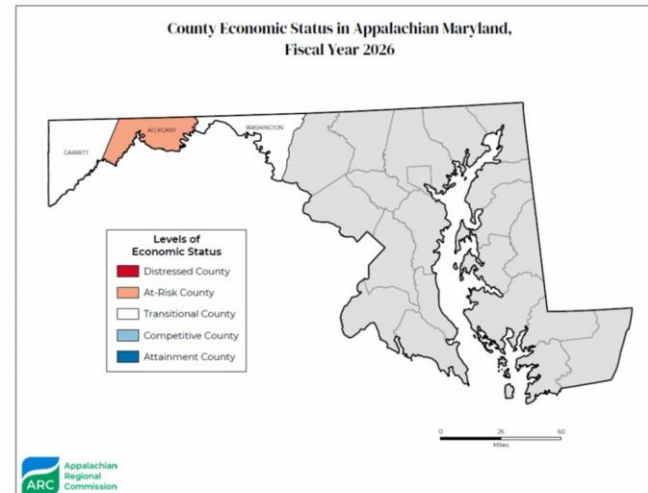 County Economic Status in Appalachian Maryland,
Fiscal Year 2026
GARRETT
ALLEGANY
WASHINGTON
Levels of
Economic Status
Distressed County
At-Risk County
Transitional County
Competitive County
Attainment County
0 25 50
Miles
ARC
Appalachian
Regional
Commission